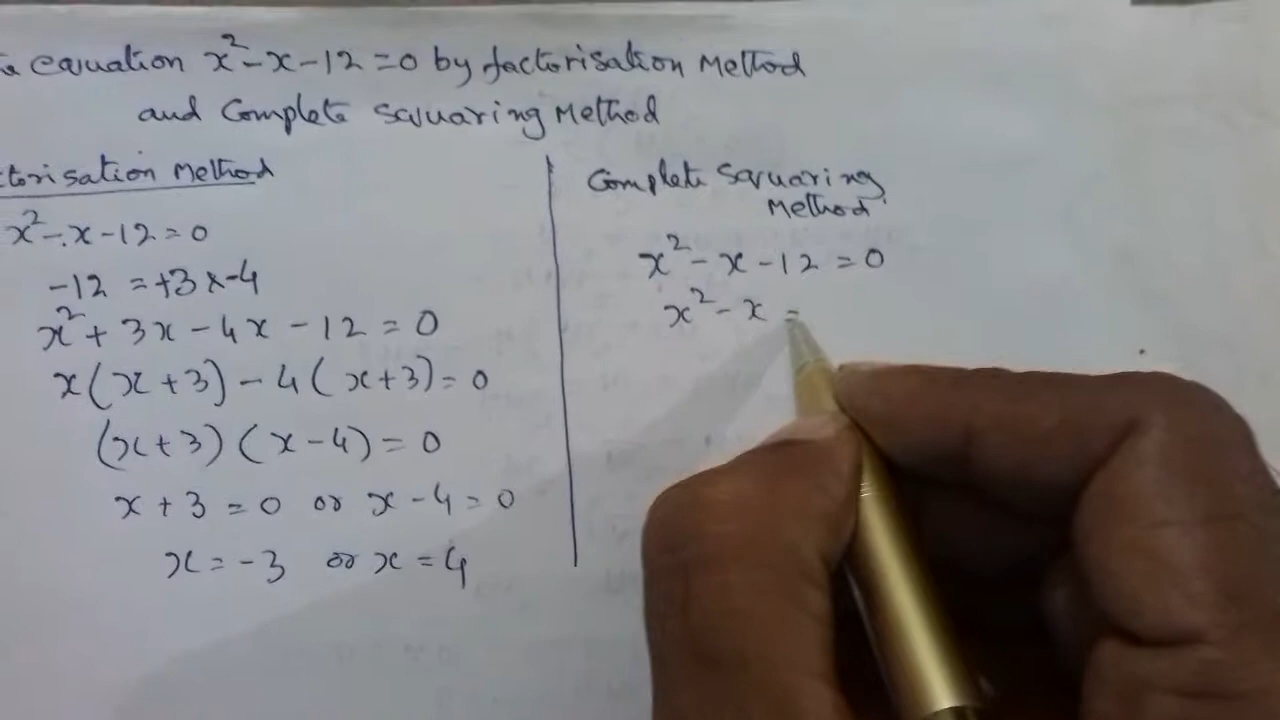 equation x²-x-12=0 by factorisation Method
and Complete Squaring Method
ctorisation Method
x²-x-12=0
-12 = +3x-4
x²+3x-4x-12=0
x(x+3)-4(x+3)=0
(x+3)(x-4)=0
x+3=0 or x-4=0
x=-3 or x=4
Complete Squaring
Method
x²-x-12=0
x²-x=